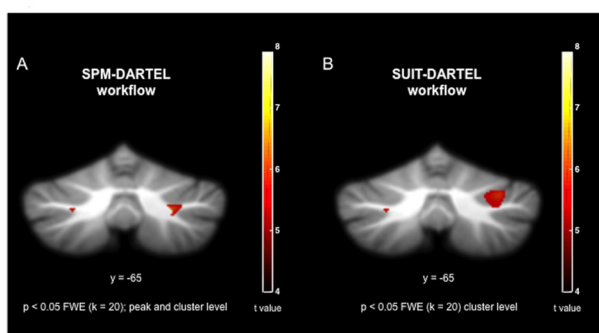 A
SPM-DARTEL
workflow
8
7
6
5
4
y = -65
p < 0.05 FWE (k = 20); peak and cluster level
t value
B
SUIT-DARTEL
workflow
8
7
6
5
4
y = -65
p < 0.05 FWE (k = 20) cluster level
t value